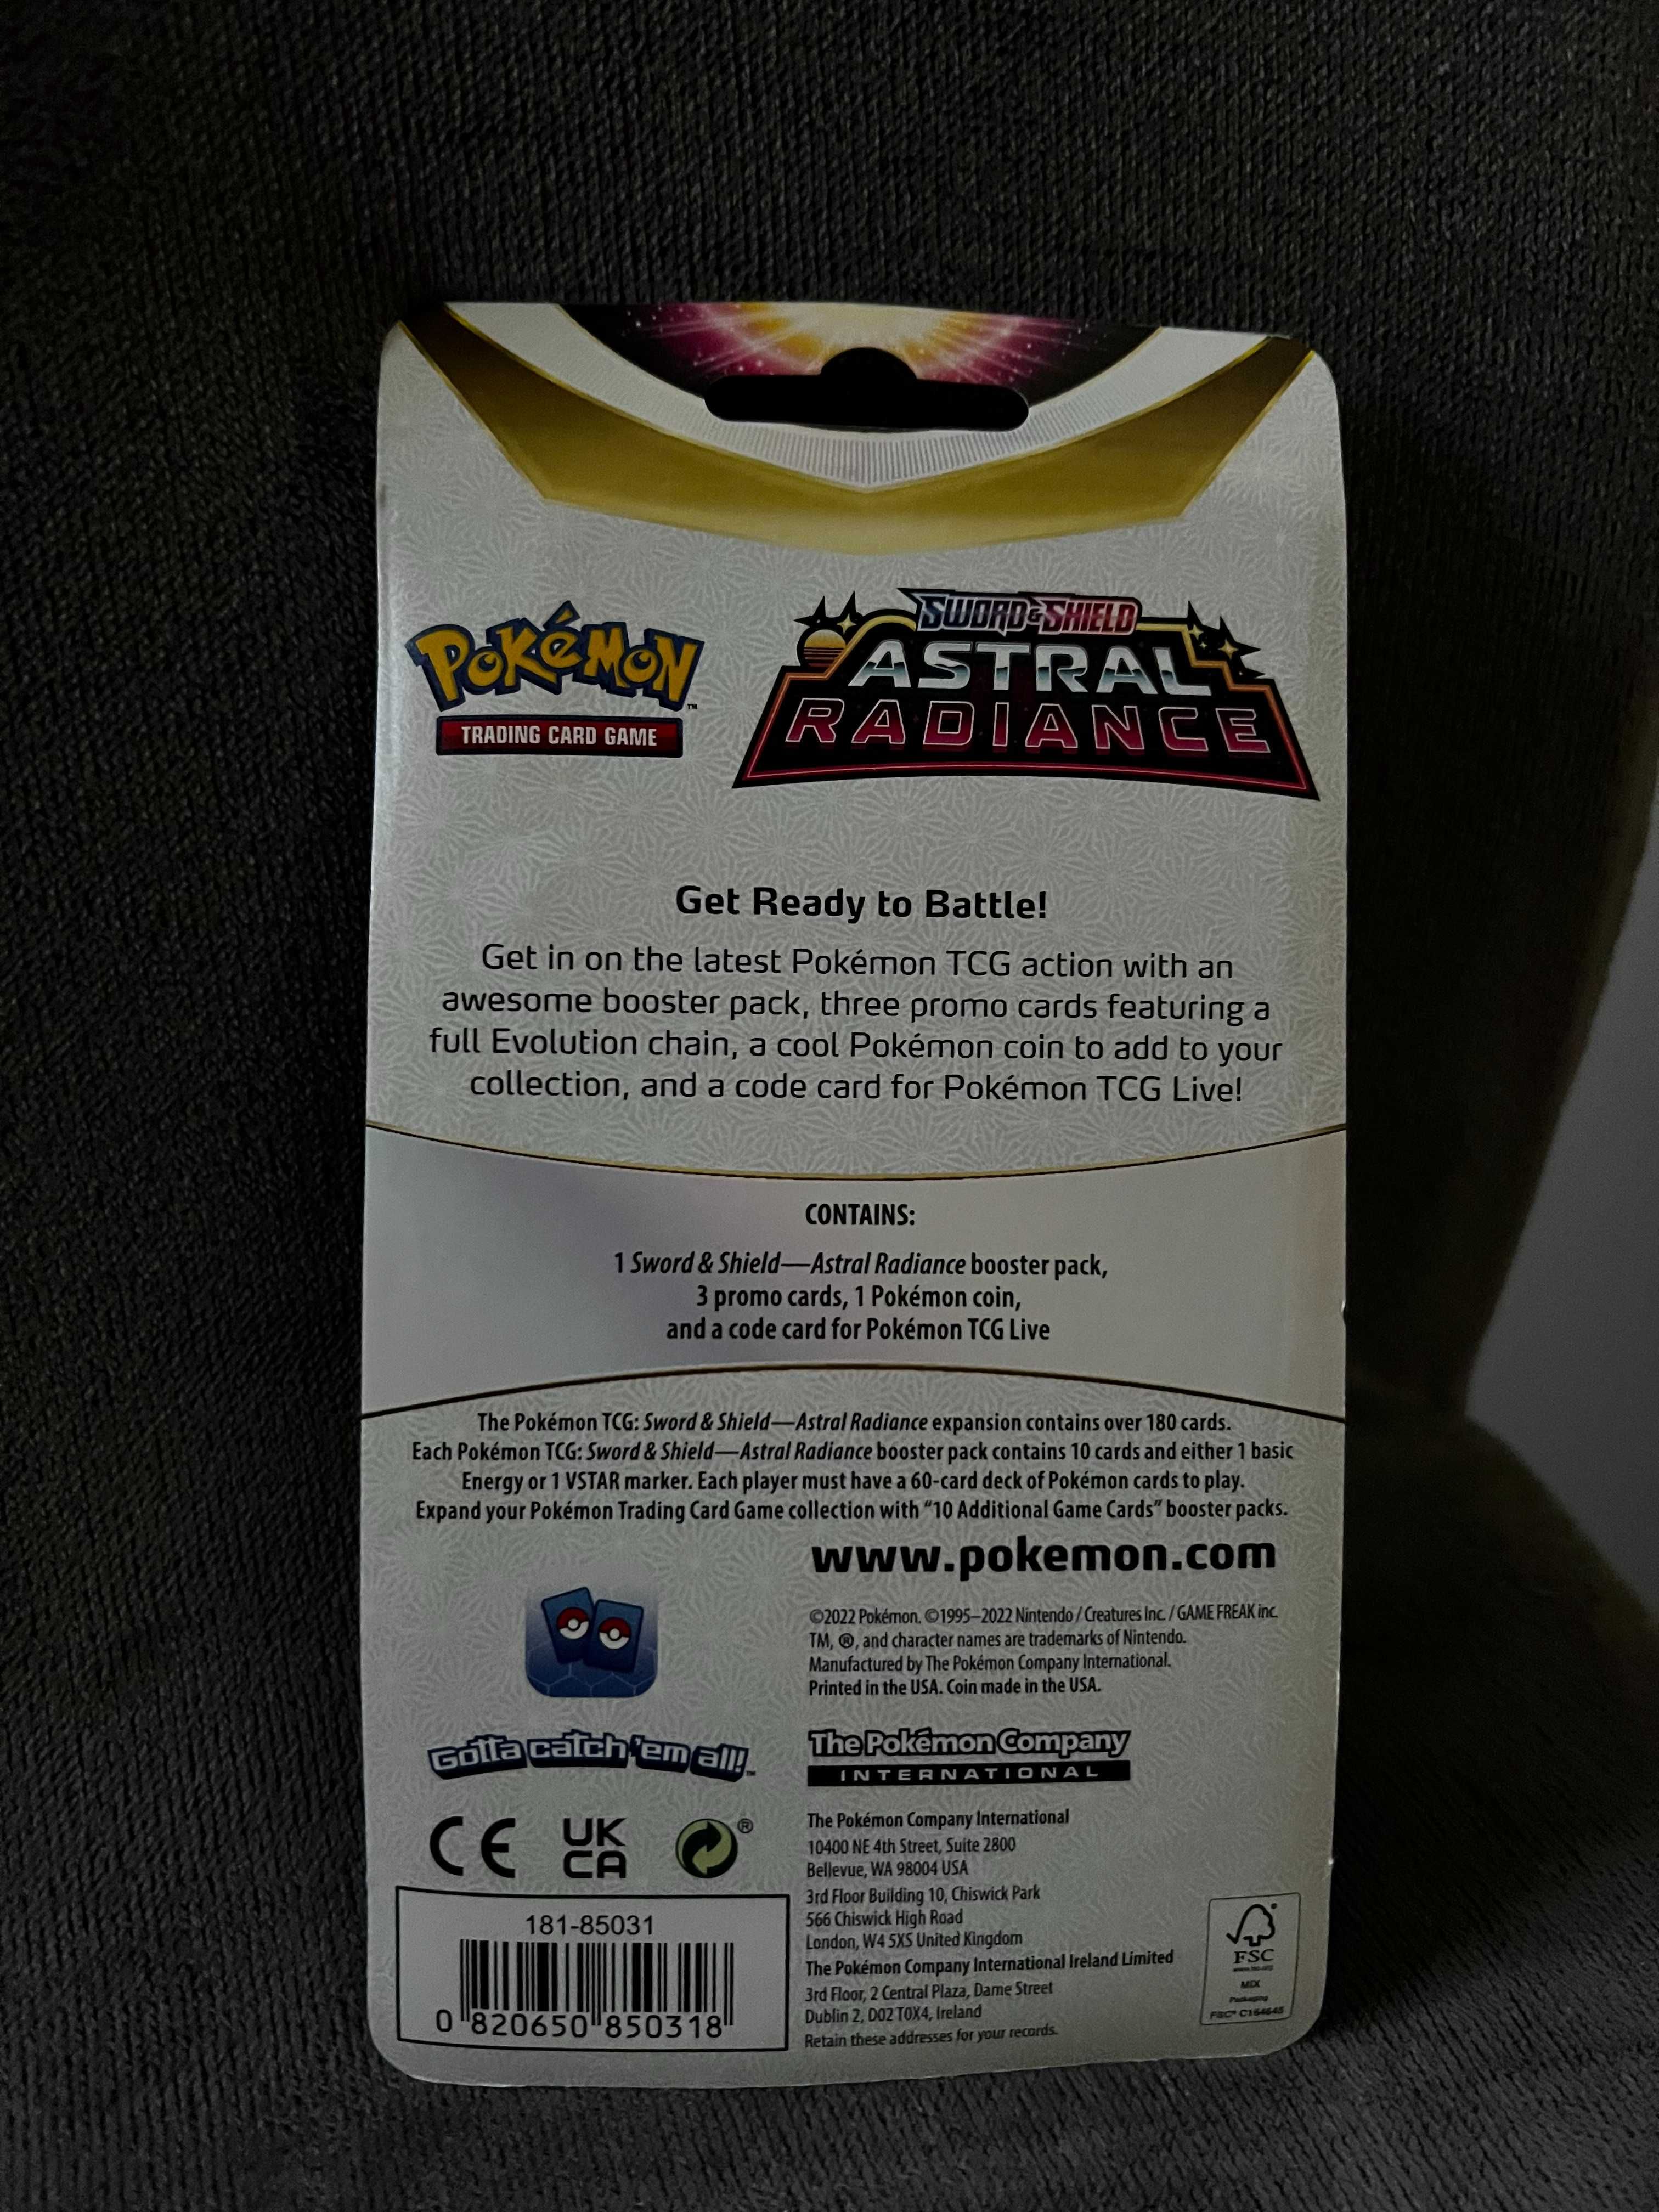 Pokémon™
TRADING CARD GAME
SWORD & SHIELD
ASTRAL
RADIANCE
Get Ready to Battle!
Get in on the latest Pokémon TCG action with an
awesome booster pack, three promo cards featuring a
full Evolution chain, a cool Pokémon coin to add to your
collection, and a code card for Pokémon TCG Live!
CONTAINS:
1 Sword & Shield—Astral Radiance booster pack,
3 promo cards, 1 Pokémon coin,
and a code card for Pokémon TCG Live
The Pokémon TCG: Sword & Shield—Astral Radiance expansion contains over 180 cards.
Each Pokémon TCG: Sword & Shield—Astral Radiance booster pack contains 10 cards and either 1 basic
Energy or 1 VSTAR marker. Each player must have a 60-card deck of Pokémon cards to play.
Expand your Pokémon Trading Card Game collection with “10 Additional Game Cards” booster packs.
www.pokemon.com
©2022 Pokémon. ©1995–2022 Nintendo / Creatures Inc. / GAME FREAK inc.
TM, ®, and character names are trademarks of Nintendo.
Manufactured by The Pokémon Company International.
Printed in the USA. Coin made in the USA.
Gotta catch 'em all!™
The Pokémon Company
INTERNATIONAL
CE
UK
CA
®
The Pokémon Company International
10400 NE 4th Street, Suite 2800
Bellevue, WA 98004 USA
3rd Floor Building 10, Chiswick Park
566 Chiswick High Road
London, W4 5XS United Kingdom
The Pokémon Company International Ireland Limited
3rd Floor, 2 Central Plaza, Dame Street
Dublin 2, D02 T0X4, Ireland
Retain these addresses for your records.
181-85031
0 820650 850318
FSC
MIX
Packaging
FSC® C164645